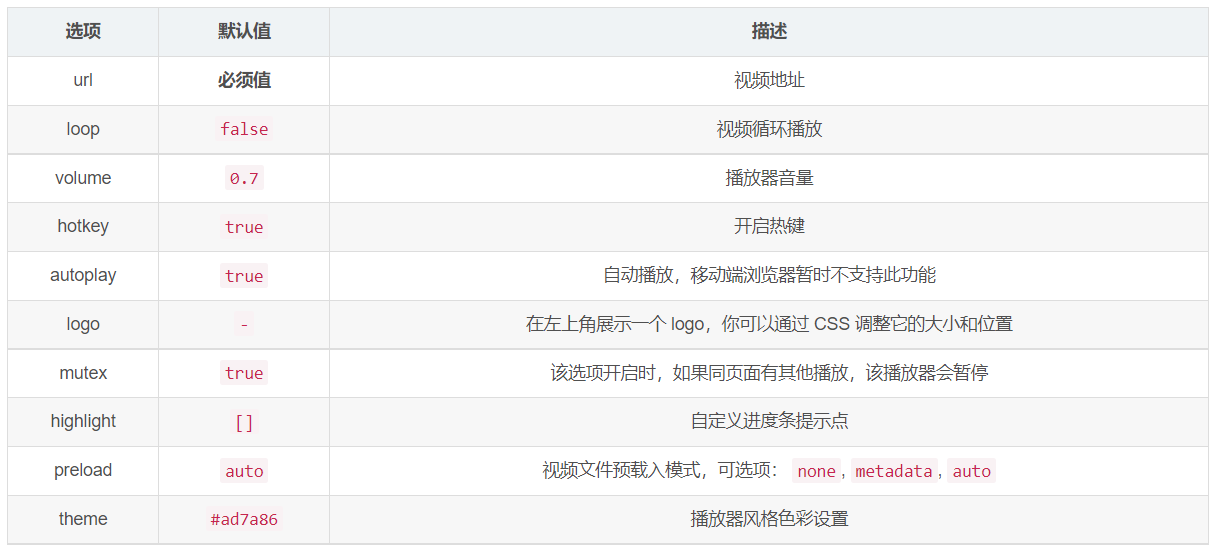 选项 默认值 描述
url 必须值 视频地址
loop false 视频循环播放
volume 0.7 播放器音量
hotkey true 开启热键
autoplay true 自动播放，移动端浏览器暂时不支持此功能
logo - 在左上角展示一个 logo，你可以通过 CSS 调整它的大小和位置
mutex true 该选项开启时，如果同页面有其他播放，该播放器会暂停
highlight [] 自定义进度条提示点
preload auto 视频文件预载入模式，可选项： none , metadata , auto
theme #ad7a86 播放器风格色彩设置